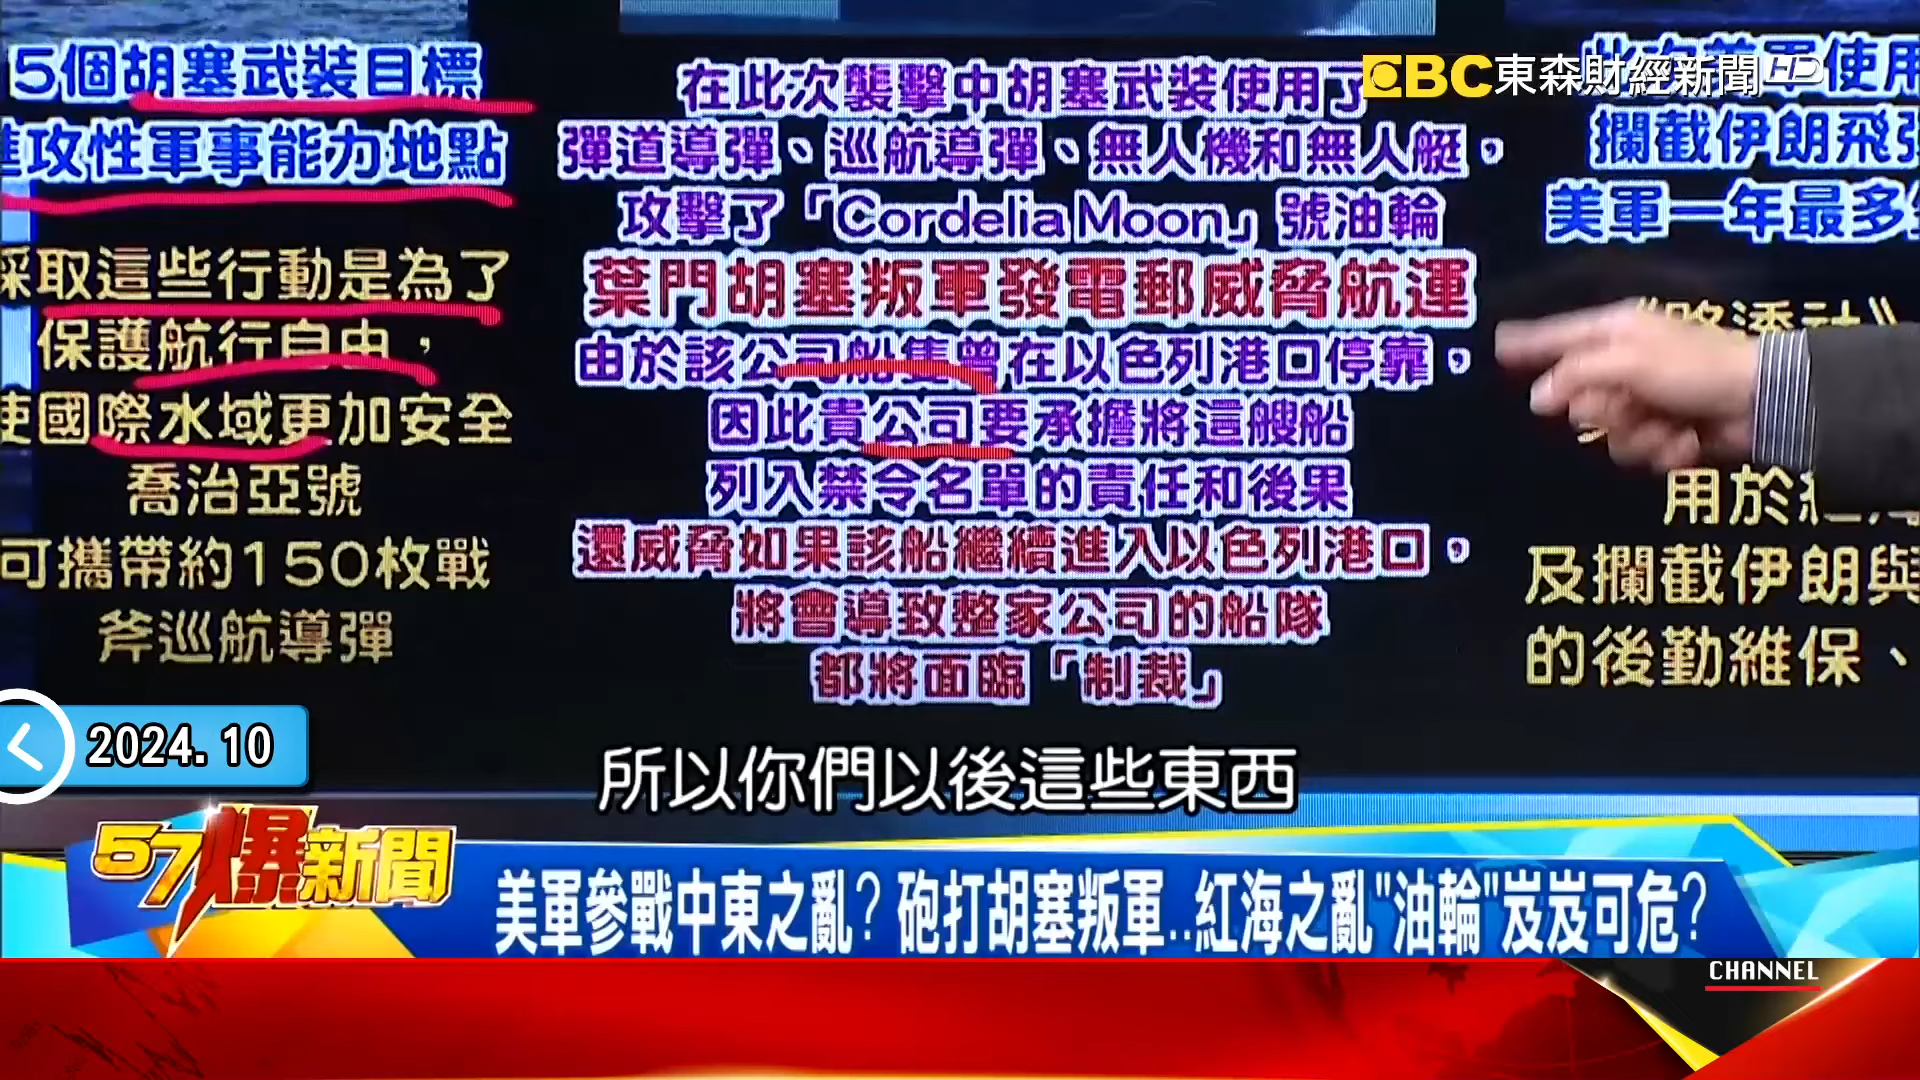 5個胡塞武裝目標
進攻性軍事能力地點
採取這些行動是為了
保護航行自由，
使國際水域更加安全
喬治亞號
可攜帶約150枚戰
斧巡航導彈
在此次襲擊中胡塞武裝使用了
彈道導彈、巡航導彈、無人機和無人艇，
攻擊了「Cordelia Moon」號油輪
葉門胡塞叛軍發電郵威脅航運
由於該公司船隻曾在以色列港口停靠，
因此貴公司要承擔將這艘船
列入禁令名單的責任和後果
還威脅如果該船繼續進入以色列港口，
將會導致整家公司的船隊
都將面臨「制裁」
EBC東森財經新聞HD
使用
攔截伊朗飛彈
美軍一年最多
用於
及攔截伊朗與
的後勤維保、
2024.10
所以你們以後這些東西
57爆新聞
美軍參戰中東之亂？砲打胡塞叛軍..紅海之亂"油輪"岌岌可危？
CHANNEL